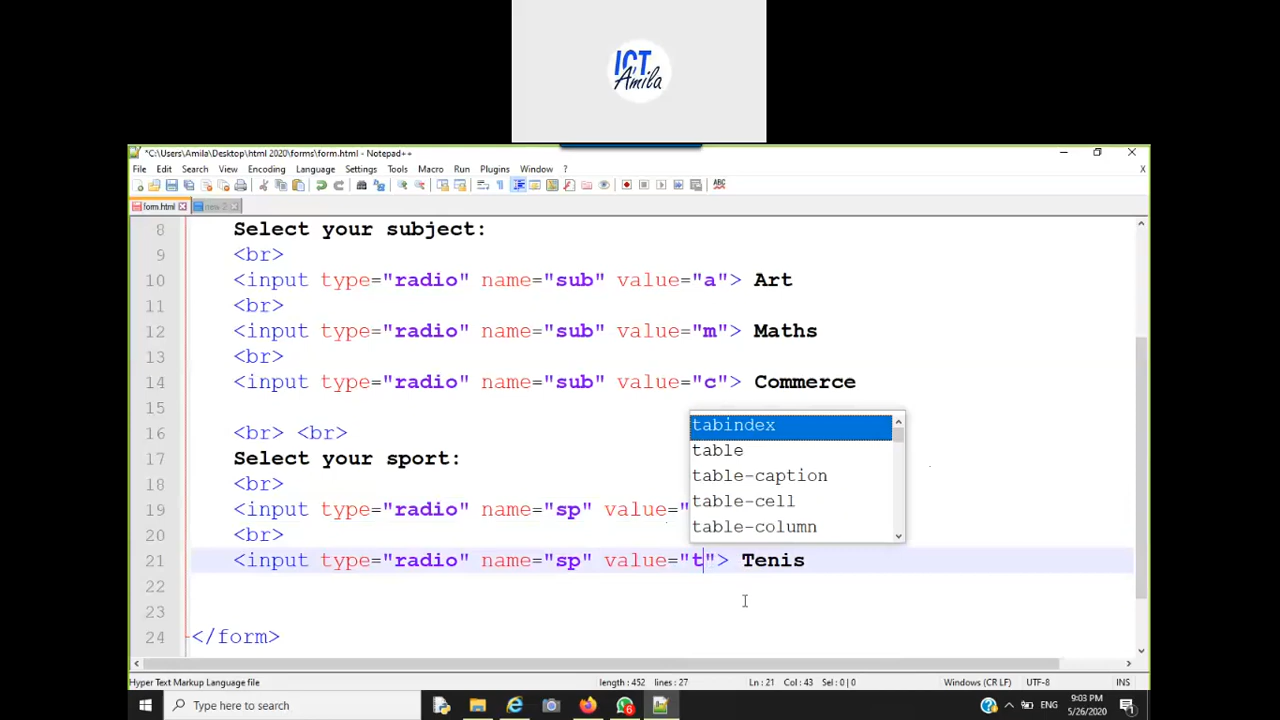 ICT
Amila
*C:\Users\Amila\Desktop\html 2020\forms\form.html - Notepad++
File Edit Search View Encoding Language Settings Tools Macro Run Plugins Window ? X
form.html new 2
8 Select your subject:
9 <br>
10 <input type="radio" name="sub" value="a"> Art
11 <br>
12 <input type="radio" name="sub" value="m"> Maths
13 <br>
14 <input type="radio" name="sub" value="c"> Commerce
15
16 <br> <br>
17 Select your sport:
18 <br>
19 <input type="radio" name="sp" value="
20 <br>
21 <input type="radio" name="sp" value="t"> Tenis
22
23
24 </form>
tabindex
table
table-caption
table-cell
table-column
Hyper Text Markup Language file length : 452 lines : 27 Ln : 21 Col : 43 Sel : 0 | 0 Windows (CR LF) UTF-8 INS
Type here to search
6
ENG
9:03 PM
5/26/2020
1